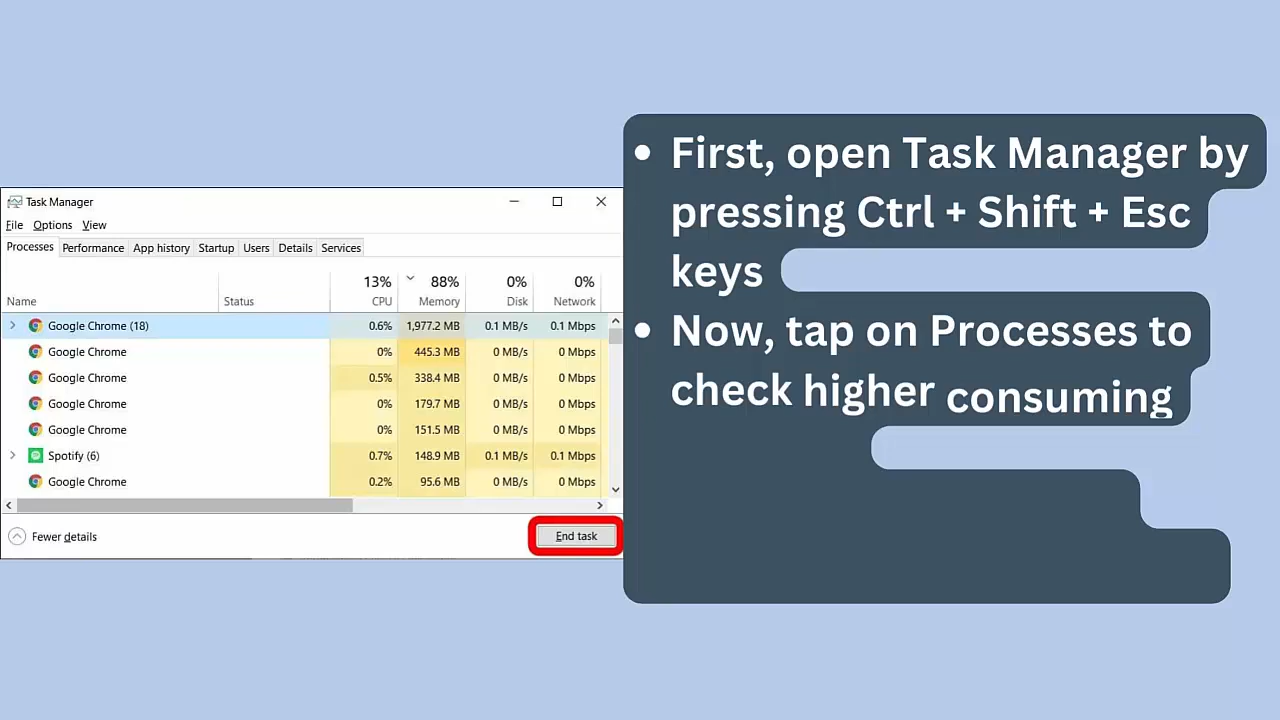 Task Manager
File Options View
Processes Performance App history Startup Users Details Services
13% 88% 0% 0%
Name Status CPU Memory Disk Network
Google Chrome (18) 0.6% 1,977.2 MB 0.1 MB/s 0.1 Mbps
Google Chrome 0% 445.3 MB 0 MB/s 0 Mbps
Google Chrome 0.5% 338.4 MB 0 MB/s 0 Mbps
Google Chrome 0% 179.7 MB 0 MB/s 0 Mbps
Google Chrome 0% 151.5 MB 0 MB/s 0 Mbps
Spotify (6) 0.7% 148.9 MB 0.1 MB/s 0.1 Mbps
Google Chrome 0.2% 95.6 MB 0 MB/s 0 Mbps
Fewer details End task
• First, open Task Manager by
pressing Ctrl + Shift + Esc
keys
• Now, tap on Processes to
check higher consuming